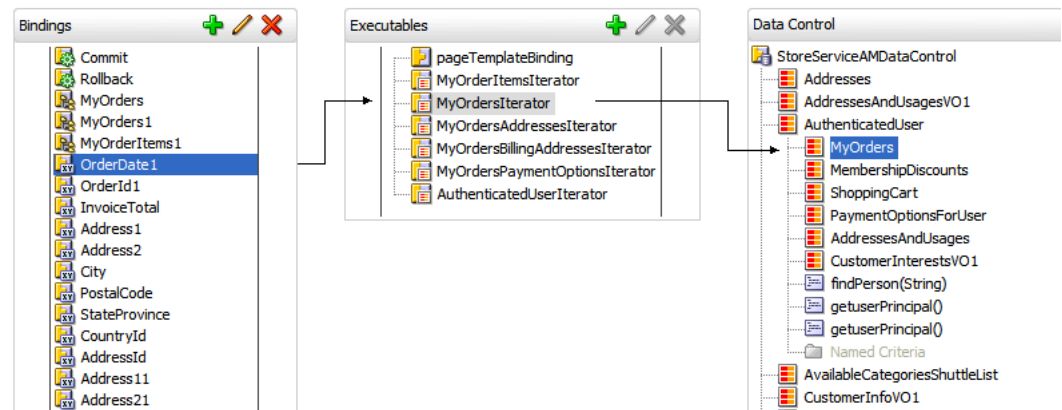 Bindings
Commit
Rollback
MyOrders
MyOrders1
MyOrderItems1
OrderDate1
OrderId1
InvoiceTotal
Address1
Address2
City
PostalCode
StateProvince
CountryId
AddressId
Address11
Address21
Executables
pageTemplateBinding
MyOrderItemsIterator
MyOrdersIterator
MyOrdersAddressesIterator
MyOrdersBillingAddressesIterator
MyOrdersPaymentOptionsIterator
AuthenticatedUserIterator
Data Control
StoreServiceAMDataControl
Addresses
AddressesAndUsagesVO1
AuthenticatedUser
MyOrders
MembershipDiscounts
ShoppingCart
PaymentOptionsForUser
AddressesAndUsages
CustomerInterestsVO1
findPerson(String)
getuserPrincipal()
getuserPrincipal()
Named Criteria
AvailableCategoriesShuttleList
CustomerInfoVO1